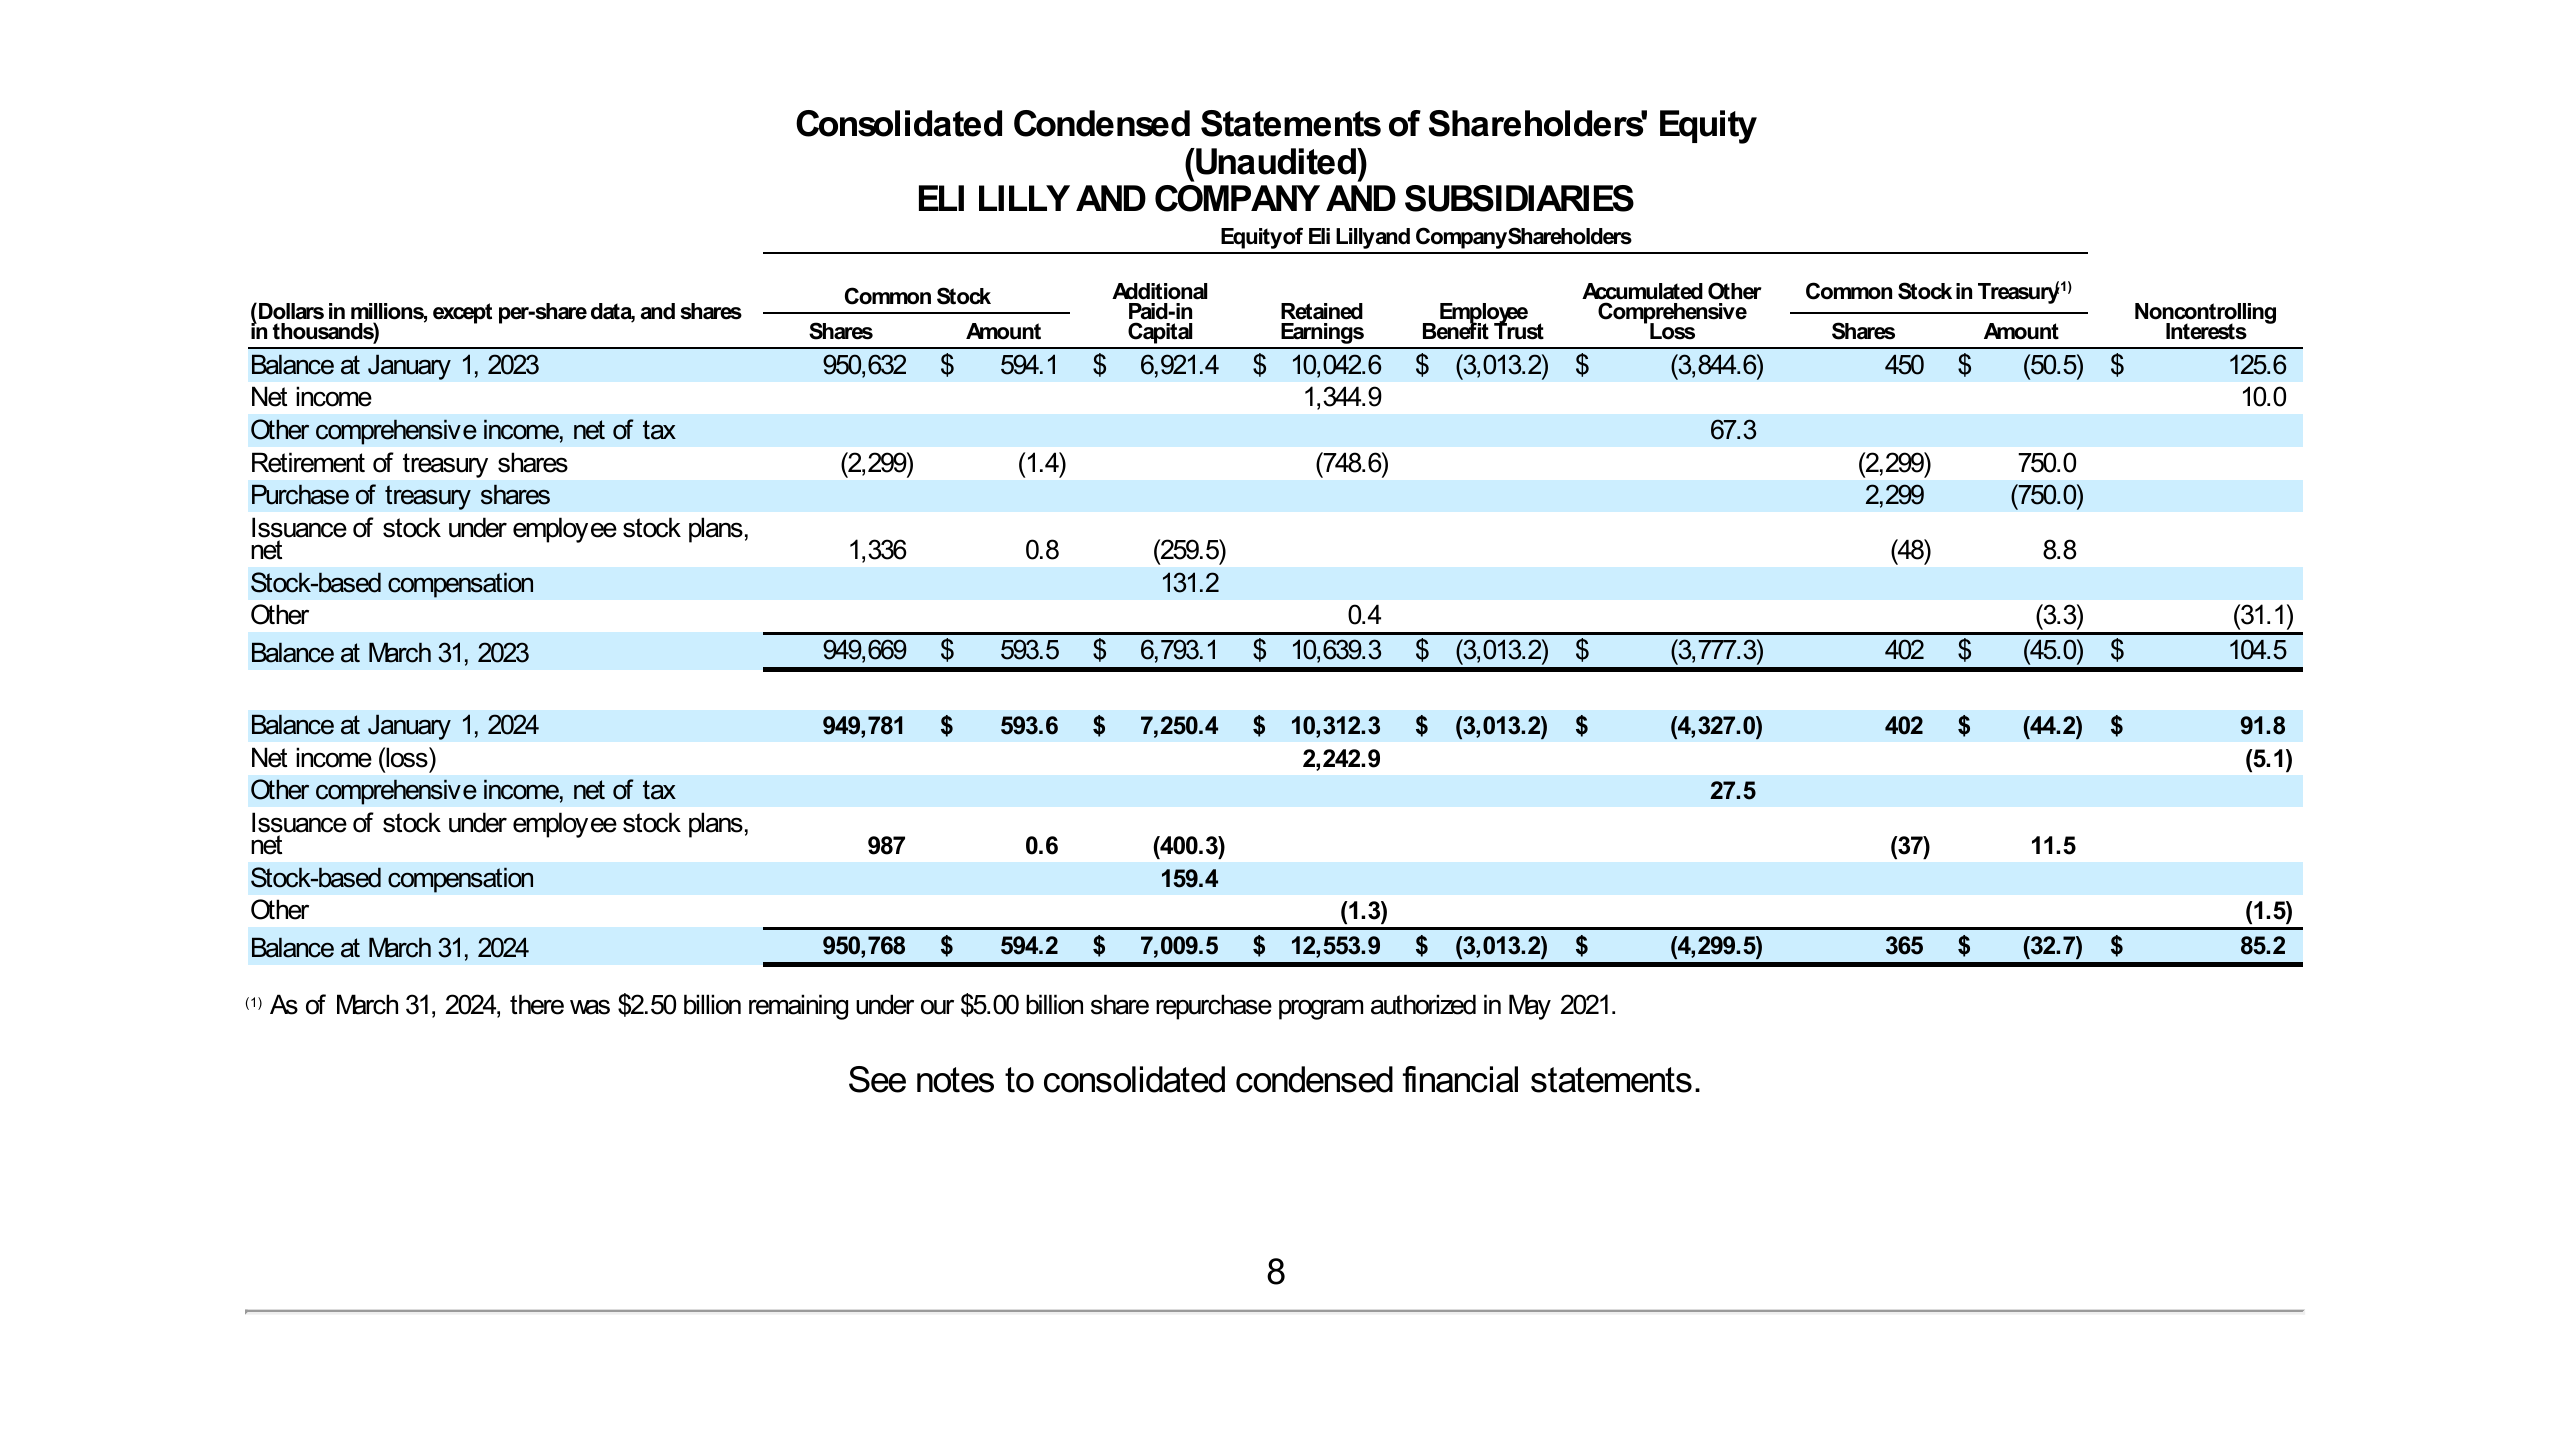 Consolidated Condensed Statements of Shareholders' Equity
(Unaudited)
ELI LILLY AND COMPANY AND SUBSIDIARIES
Equity of Eli Lilly and Company Shareholders
(Dollars in millions, except per-share data, and shares in thousands) Common Stock Additional Paid-in Capital Retained Earnings Employee Benefit Trust Accumulated Other Comprehensive Loss Common Stock in Treasury(1) Noncontrolling Interests
Shares Amount Shares Amount
Balance at January 1, 2023 950,632 $ 594.1 $ 6,921.4 $ 10,042.6 $ (3,013.2) $ (3,844.6) 450 $ (50.5) $ 125.6
Net income 1,344.9 10.0
Other comprehensive income, net of tax 67.3
Retirement of treasury shares (2,299) (1.4) (748.6) (2,299) 750.0
Purchase of treasury shares 2,299 (750.0)
Issuance of stock under employee stock plans,
net 1,336 0.8 (259.5) (48) 8.8
Stock-based compensation 131.2
Other 0.4 (3.3) (31.1)
Balance at March 31, 2023 949,669 $ 593.5 $ 6,793.1 $ 10,639.3 $ (3,013.2) $ (3,777.3) 402 $ (45.0) $ 104.5
Balance at January 1, 2024 949,781 $ 593.6 $ 7,250.4 $ 10,312.3 $ (3,013.2) $ (4,327.0) 402 $ (44.2) $ 91.8
Net income (loss) 2,242.9 (5.1)
Other comprehensive income, net of tax 27.5
Issuance of stock under employee stock plans,
net 987 0.6 (400.3) (37) 11.5
Stock-based compensation 159.4
Other (1.3) (1.5)
Balance at March 31, 2024 950,768 $ 594.2 $ 7,009.5 $ 12,553.9 $ (3,013.2) $ (4,299.5) 365 $ (32.7) $ 85.2
(1) As of March 31, 2024, there was $2.50 billion remaining under our $5.00 billion share repurchase program authorized in May 2021.
See notes to consolidated condensed financial statements.
8